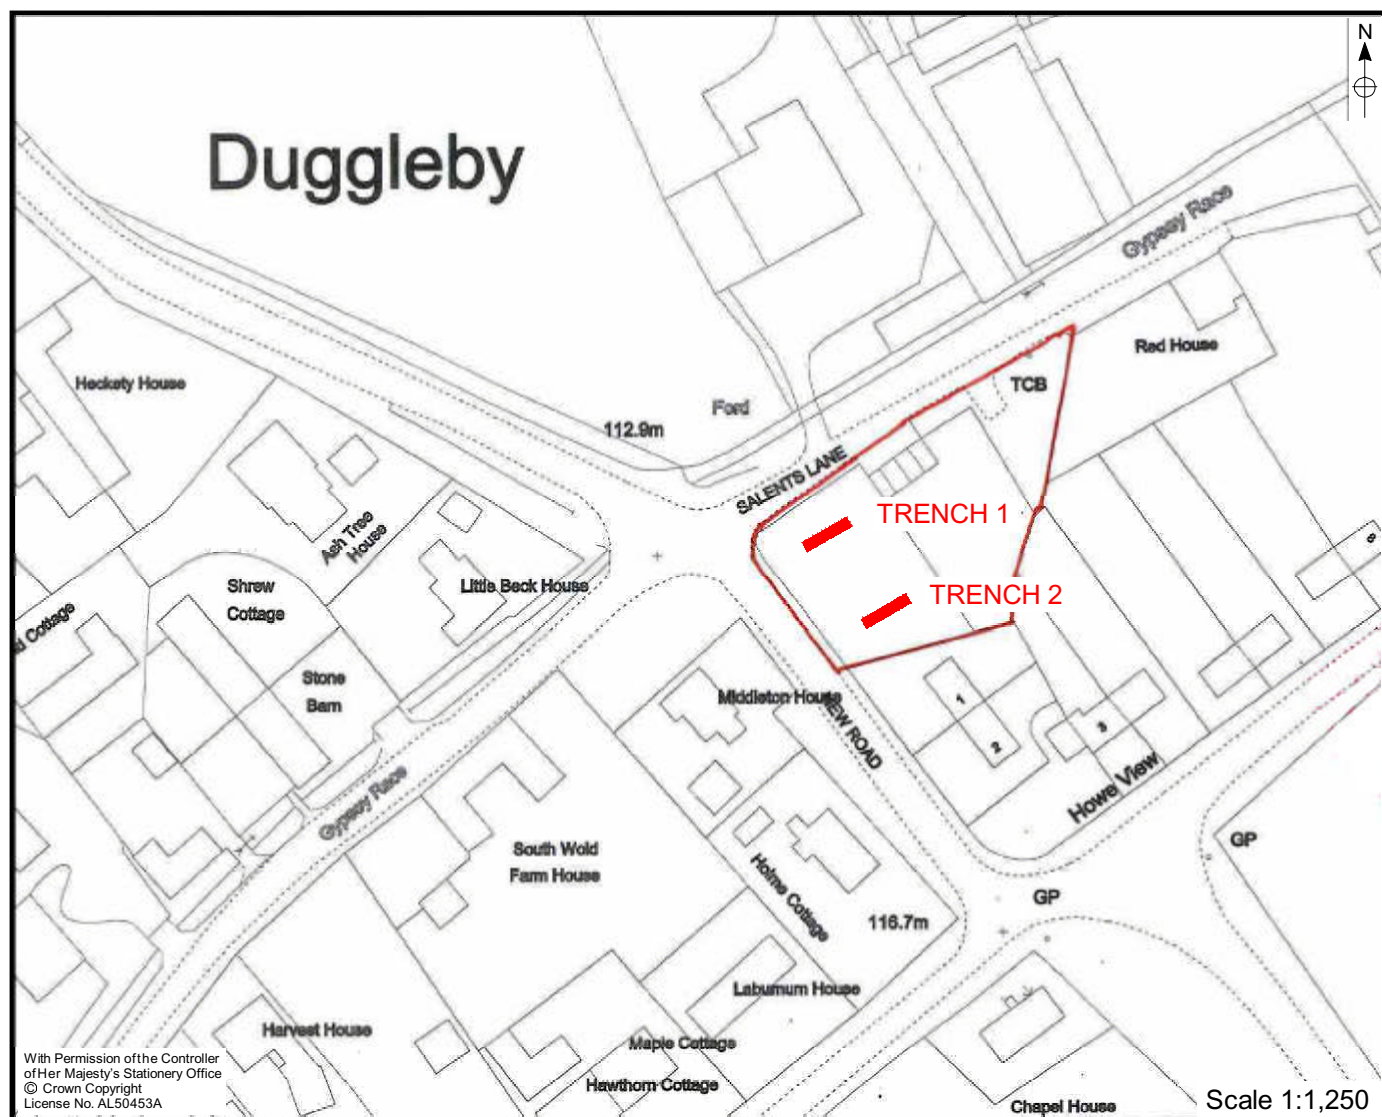 N
Duggleby
Gypsey Race
Red House
TCB
Heckety House
Ford
112.9m
SALENTS LANE
TRENCH 1
Ash Tree
House
8
Shrew
Cottage
Little Beck House
TRENCH 2
Cottage
Stone
Barn
Middleton House
1
NEW ROAD
3
2
Howe View
Gypsey Race
South Wold
Farm House
GP
Holme Cottage
GP
116.7m
Laburnum House
Harvest House
Maple Cottage
Hawthorn Cottage
Chapel House
With Permission of the Controller
of Her Majesty's Stationery Office
© Crown Copyright
License No. AL50453A
Scale 1:1,250